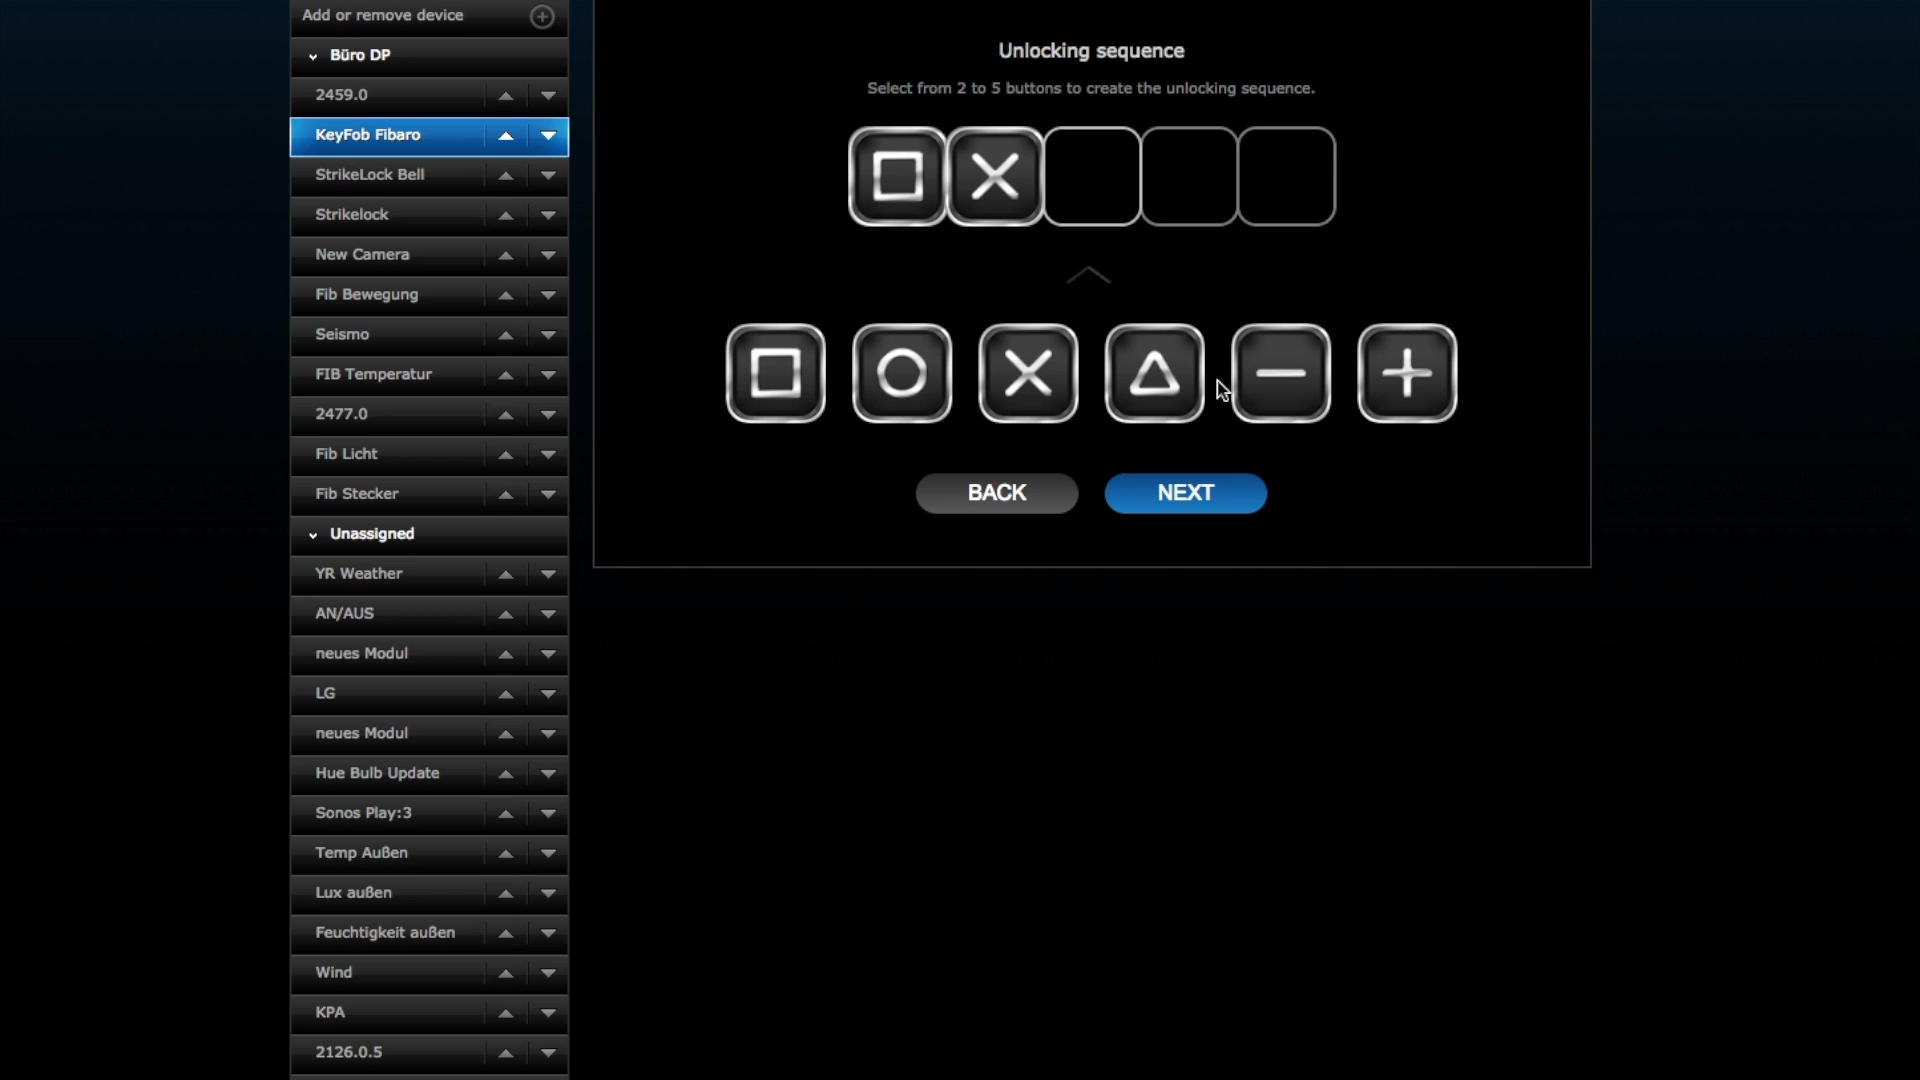 Add or remove device
Büro DP
2459.0
KeyFob Fibaro
StrikeLock Bell
Strikelock
New Camera
Fib Bewegung
Seismo
FIB Temperatur
2477.0
Fib Licht
Fib Stecker
Unassigned
YR Weather
AN/AUS
neues Modul
LG
neues Modul
Hue Bulb Update
Sonos Play:3
Temp Außen
Lux außen
Feuchtigkeit außen
Wind
KPA
2126.0.5
Unlocking sequence
Select from 2 to 5 buttons to create the unlocking sequence.
BACK NEXT